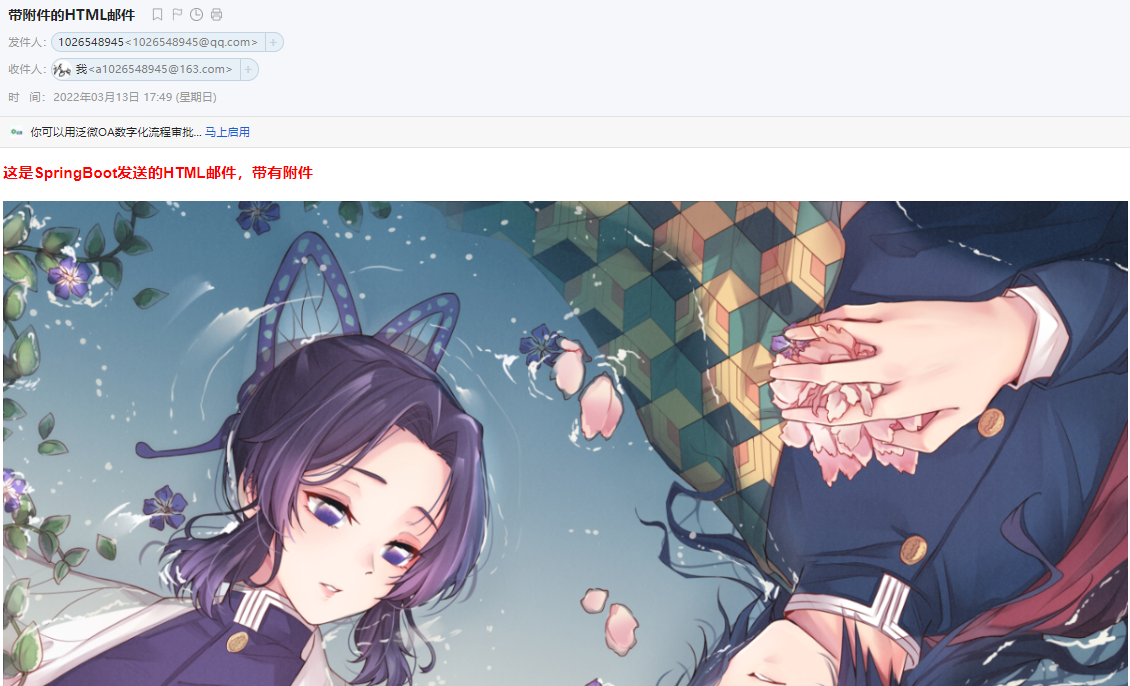 带附件的HTML邮件
发件人： 1026548945<1026548945@qq.com> +
收件人： 我<a1026548945@163.com> +
时 间： 2022年03月13日 17:49 (星期日)
你可以用泛微OA数字化流程审批... 马上启用
这是SpringBoot发送的HTML邮件，带有附件